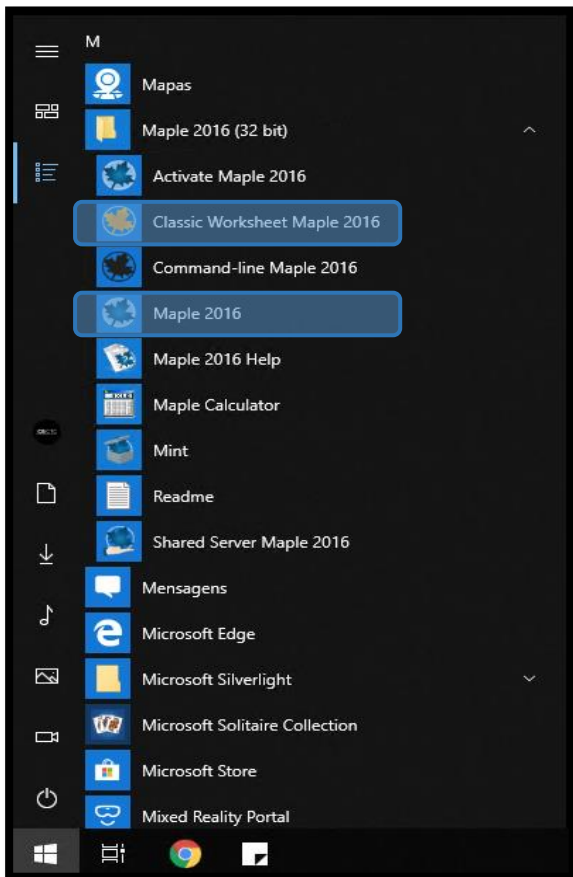 M
Mapas
Maple 2016 (32 bit)
Activate Maple 2016
Classic Worksheet Maple 2016
Command-line Maple 2016
Maple 2016
Maple 2016 Help
Maple Calculator
Mint
Readme
Shared Server Maple 2016
Mensagens
Microsoft Edge
Microsoft Silverlight
Microsoft Solitaire Collection
Microsoft Store
Mixed Reality Portal